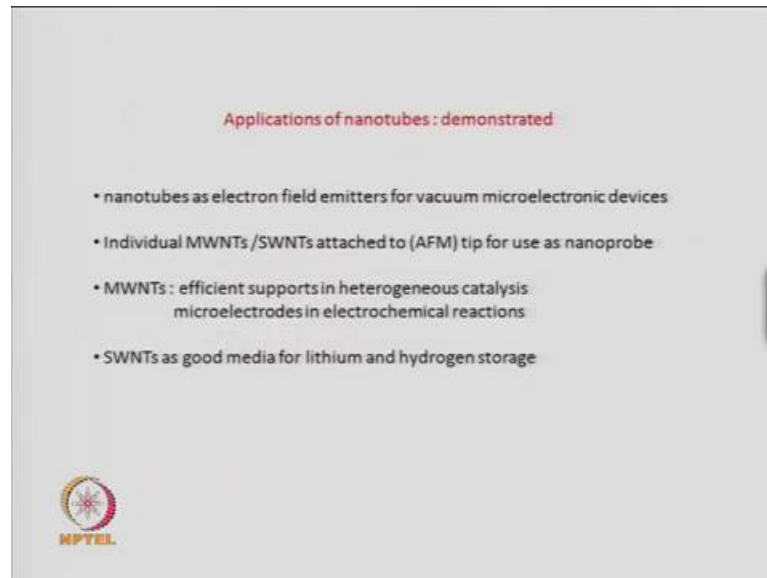 Applications of nanotubes : demonstrated
• nanotubes as electron field emitters for vacuum microelectronic devices
• Individual MWNTs /SWNTs attached to (AFM) tip for use as nanoprobe
• MWNTs : efficient supports in heterogeneous catalysis
microelectrodes in electrochemical reactions
• SWNTs as good media for lithium and hydrogen storage
NPTEL